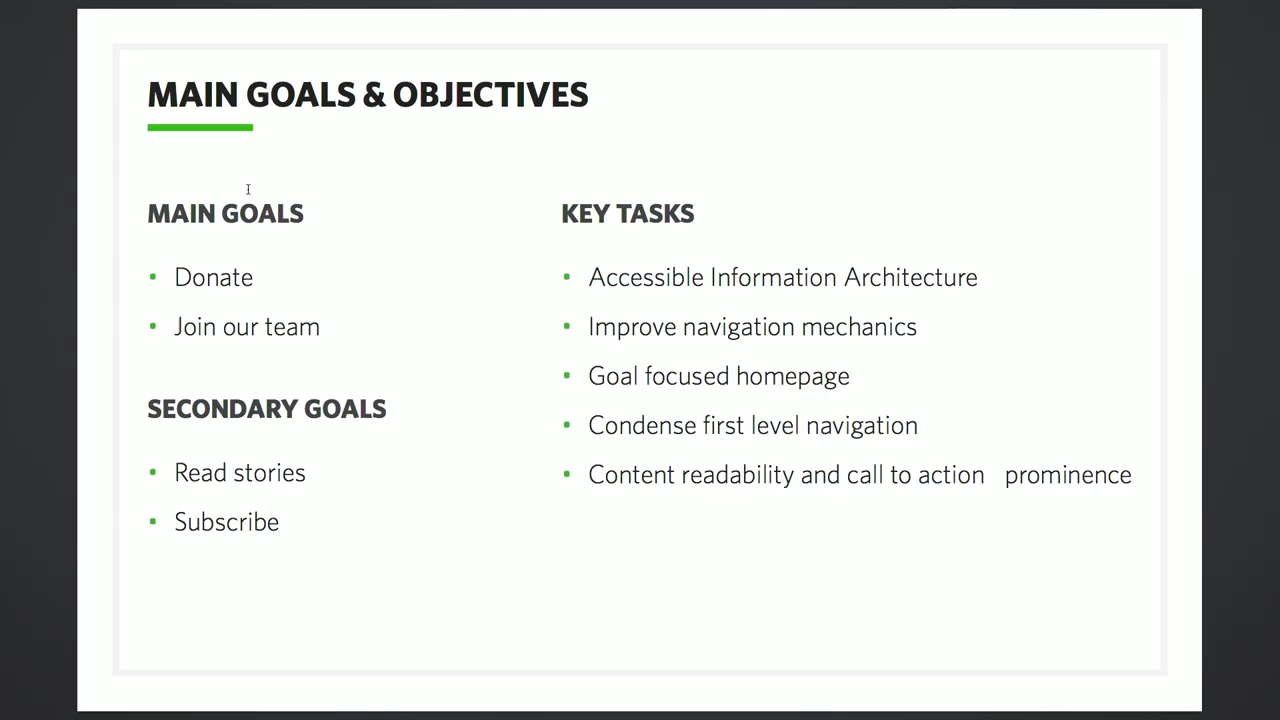 MAIN GOALS & OBJECTIVES
MAIN GOALS
• Donate
• Join our team
SECONDARY GOALS
• Read stories
• Subscribe
KEY TASKS
• Accessible Information Architecture
• Improve navigation mechanics
• Goal focused homepage
• Condense first level navigation
• Content readability and call to action prominence